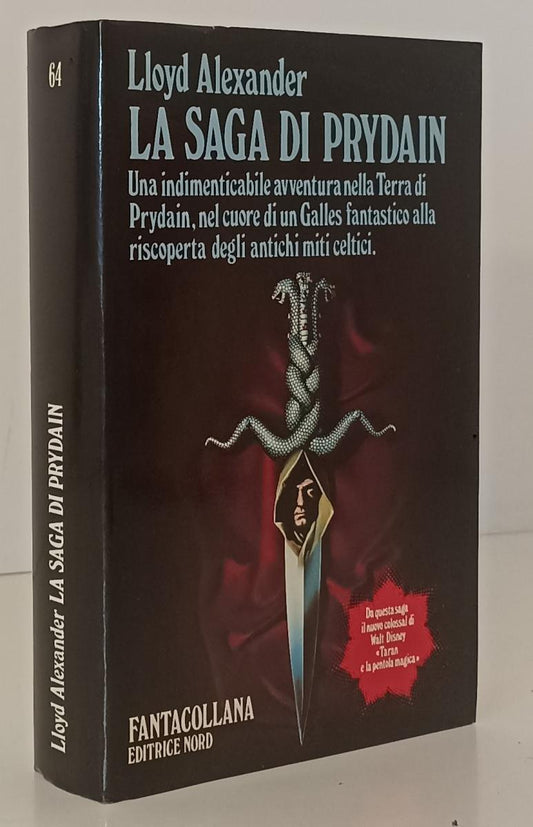 64
Lloyd Alexander LA SAGA DI PRYDAIN
Lloyd Alexander
LA SAGA DI PRYDAIN
Una indimenticabile avventura nella Terra di
Prydain, nel cuore di un Galles fantastico alla
riscoperta degli antichi miti celtici.
Da questa saga
il nuovo colossal di
Walt Disney
«Taran
e la pentola magica»
FANTACOLLANA
EDITRICE NORD